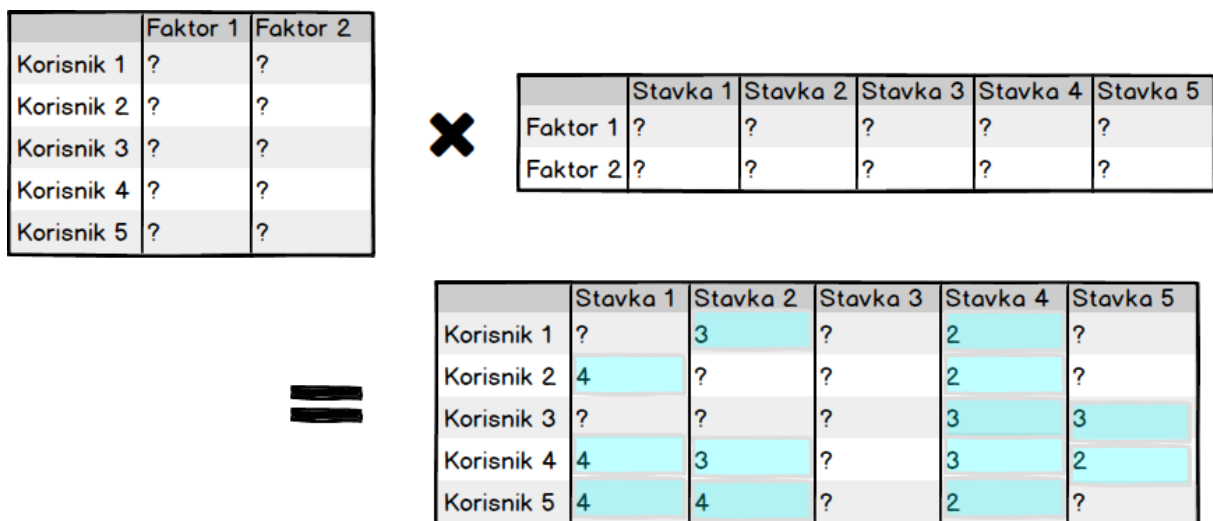 Faktor 1 Faktor 2
Korisnik 1 ? ?
Korisnik 2 ? ?
Korisnik 3 ? ?
Korisnik 4 ? ?
Korisnik 5 ? ?
Stavka 1 Stavka 2 Stavka 3 Stavka 4 Stavka 5
Faktor 1 ? ? ? ? ?
Faktor 2 ? ? ? ? ?
Stavka 1 Stavka 2 Stavka 3 Stavka 4 Stavka 5
Korisnik 1 ? 3 ? 2 ?
Korisnik 2 4 ? ? 2 ?
Korisnik 3 ? ? ? 3 3
Korisnik 4 4 3 ? 3 2
Korisnik 5 4 4 ? 2 ?